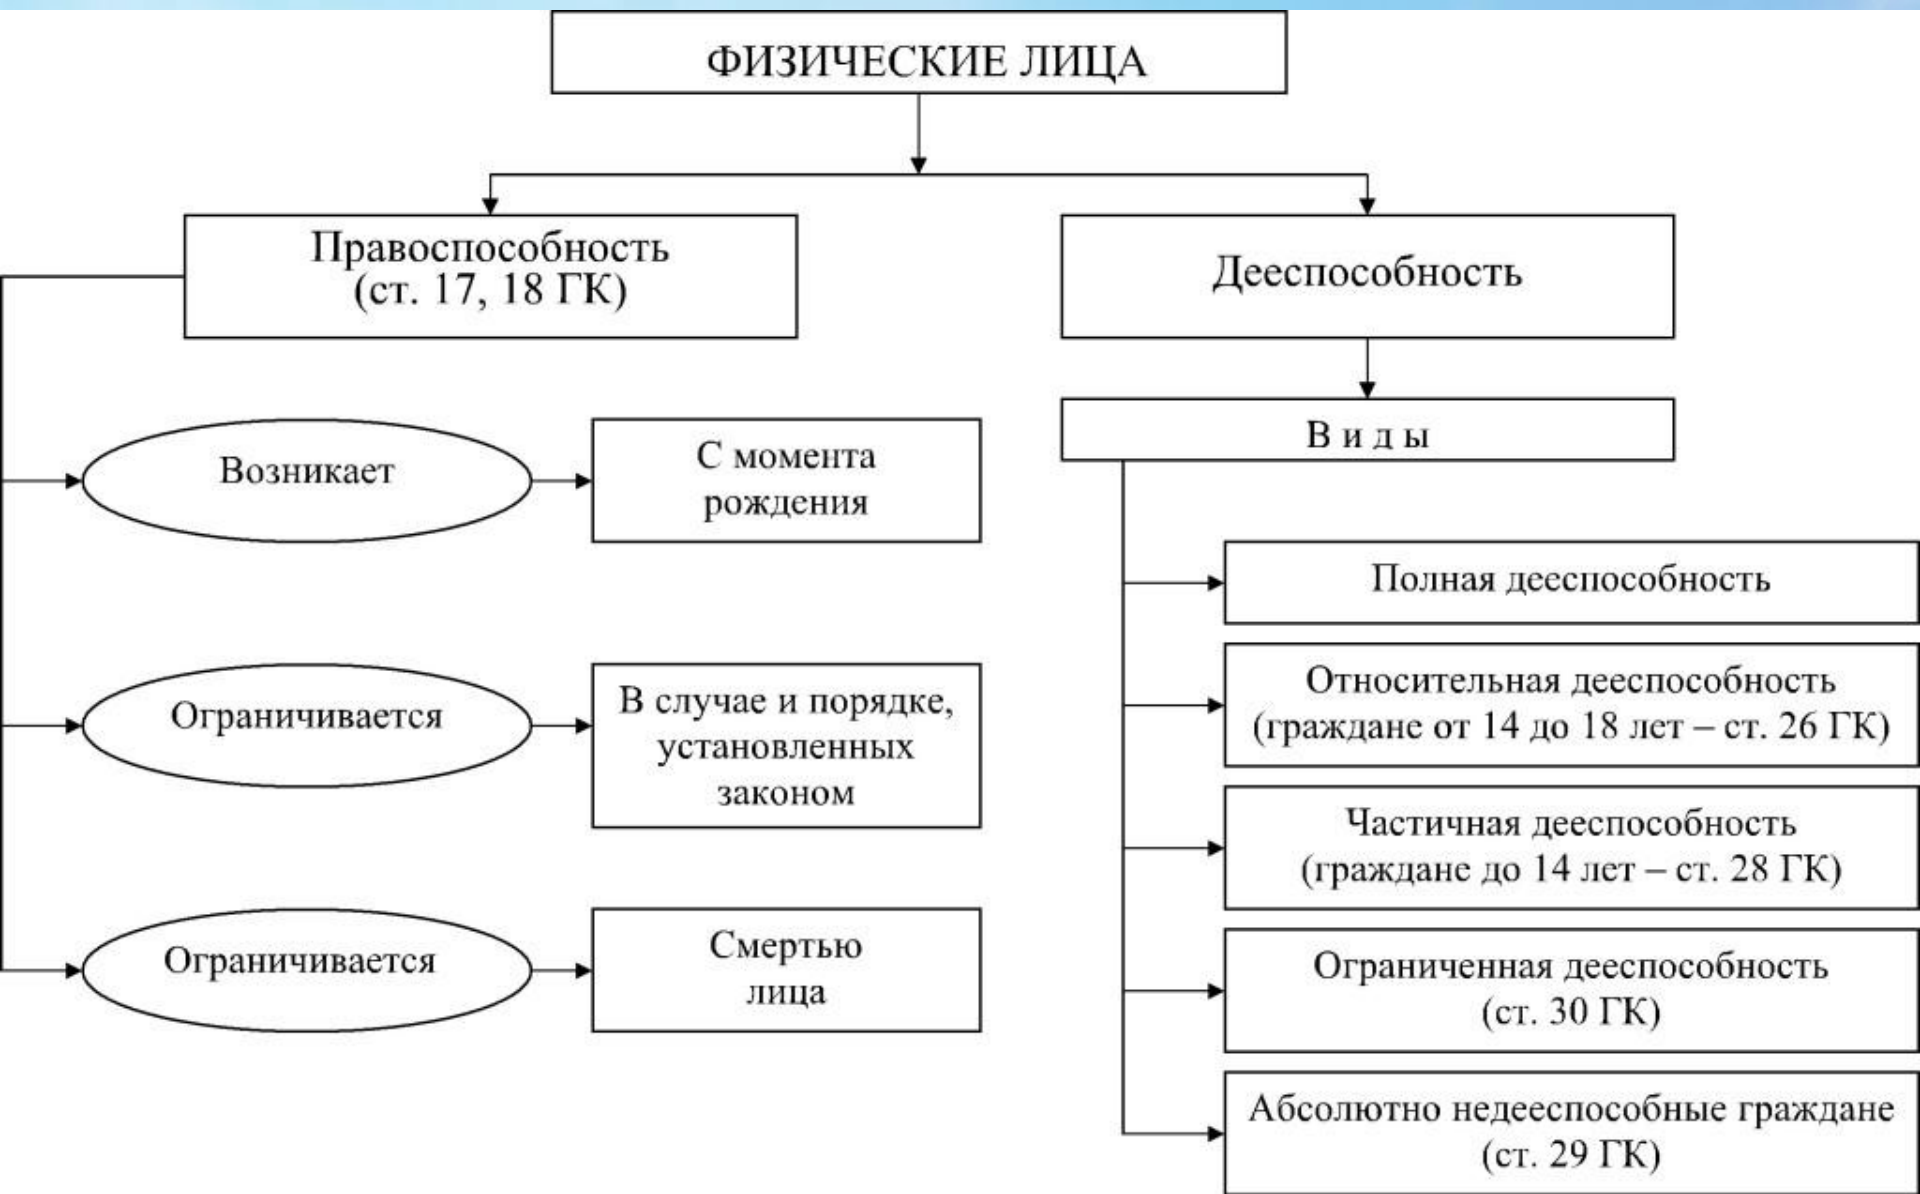 ФИЗИЧЕСКИЕ ЛИЦА
Правоспособность
(ст. 17, 18 ГК)
Возникает
С момента
рождения
Ограничивается
В случае и порядке,
установленных
законом
Ограничивается
Смертью
лица
Дееспособность
Виды
Полная дееспособность
Относительная дееспособность
(граждане от 14 до 18 лет – ст. 26 ГК)
Частичная дееспособность
(граждане до 14 лет – ст. 28 ГК)
Ограниченная дееспособность
(ст. 30 ГК)
Абсолютно недееспособные граждане
(ст. 29 ГК)